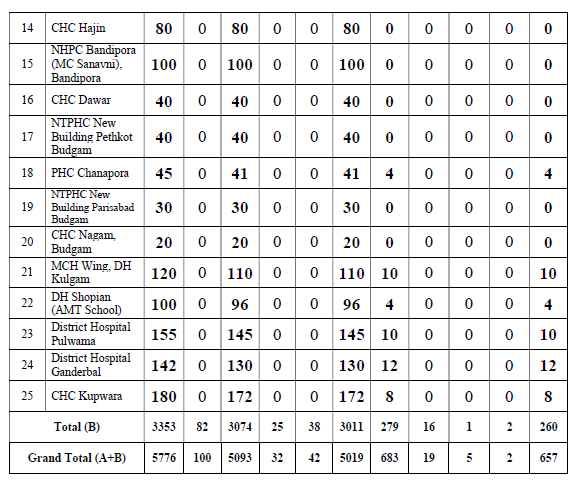 14 CHC Hajin 80 0 80 0 0 80 0 0 0 0 0
15 NHPC Bandipora (MC Sanavni), Bandipora 100 0 100 0 0 100 0 0 0 0 0
16 CHC Dawar 40 0 40 0 0 40 0 0 0 0 0
17 NTPHC New Building Pethkot Budgam 40 0 40 0 0 40 0 0 0 0 0
18 PHC Chanapora 45 0 41 0 0 41 4 0 0 0 4
19 NTPHC New Building Parisabad Budgam 30 0 30 0 0 30 0 0 0 0 0
20 CHC Nagam, Budgam 20 0 20 0 0 20 0 0 0 0 0
21 MCH Wing, DH Kulgam 120 0 110 0 0 110 10 0 0 0 10
22 DH Shopian (AMT School) 100 0 96 0 0 96 4 0 0 0 4
23 District Hospital Pulwama 155 0 145 0 0 145 10 0 0 0 10
24 District Hospital Ganderbal 142 0 130 0 0 130 12 0 0 0 12
25 CHC Kupwara 180 0 172 0 0 172 8 0 0 0 8
Total (B) 3353 82 3074 25 38 3011 279 16 1 2 260
Grand Total (A+B) 5776 100 5093 32 42 5019 683 19 5 2 657